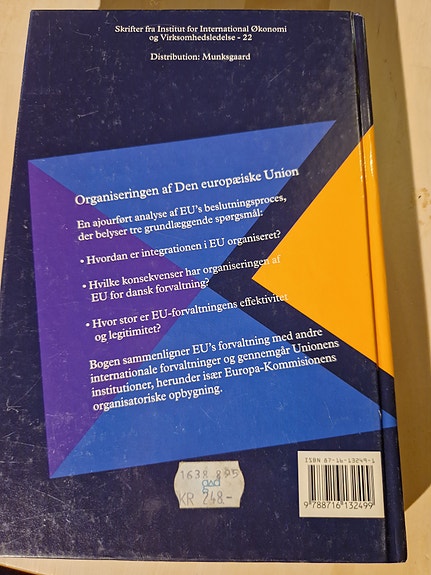 Skrifter fra Institut for International Økonomi
og Virksomhedsledelse - 22
Distribution: Munksgaard
Organiseringen af Den europæiske Union
En ajourført analyse af EU's beslutningsproces,
der belyser tre grundlæggende spørgsmål:
• Hvordan er integrationen i EU organiseret?
• Hvilke konsekvenser har organiseringen af
EU for dansk forvaltning?
• Hvor stor er EU-forvaltningens effektivitet
og legitimitet?
Bogen sammenligner EU's forvaltning med andre
internationale forvaltninger og gennemgår Unionens
institutioner, herunder især Europa-Kommisionens
organisatoriske opbygning.
ISBN 87-16-13249-1
9 788716 132499
1638 895
gad
KR 248.-